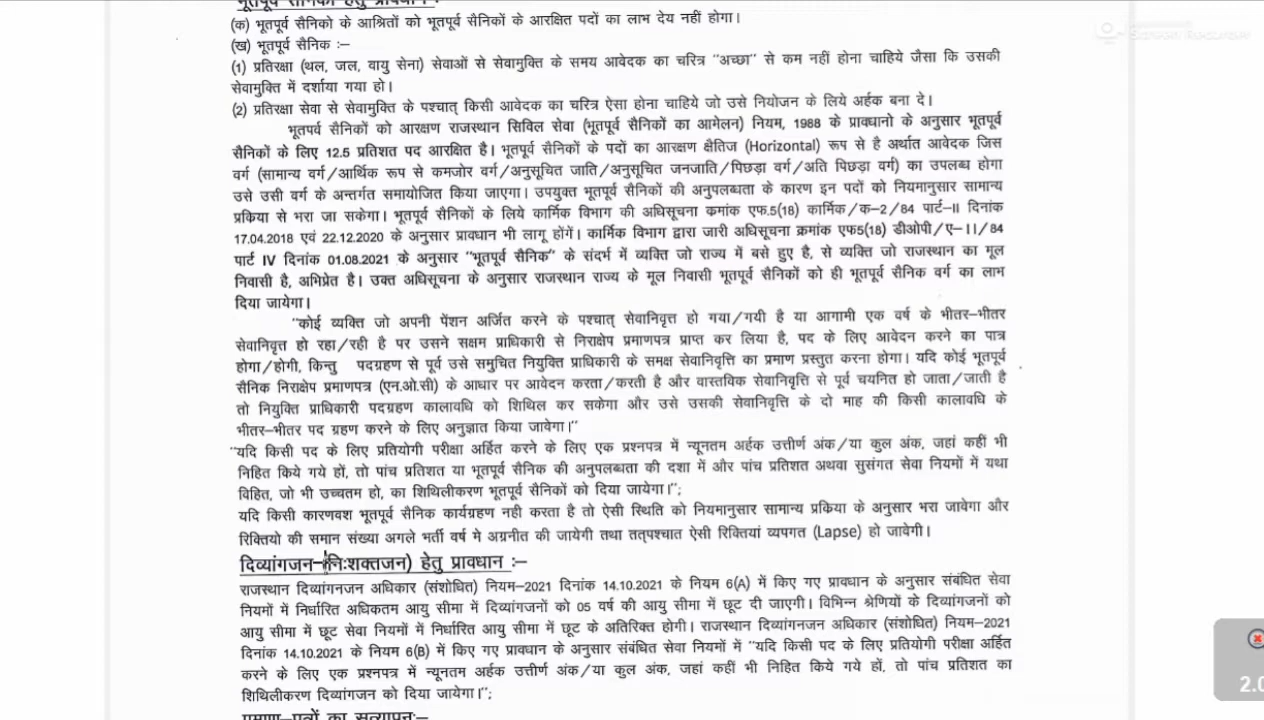 भूतपूर्व सैनिकों हेतु प्रावधान :
(क) भूतपूर्व सैनिको के आश्रितों को भूतपूर्व सैनिकों के आरक्षित पदों का लाभ देय नहीं होगा।
(ख) भूतपूर्व सैनिक :–
(1) प्रतिरक्षा (थल, जल, वायु सेना) सेवाओं से सेवामुक्ति के समय आवेदक का चरित्र "अच्छा" से कम नहीं होना चाहिये जैसा कि उसकी
सेवामुक्ति में दर्शाया गया हो।
(2) प्रतिरक्षा सेवा से सेवामुक्ति के पश्चात् किसी आवेदक का चरित्र ऐसा होना चाहिये जो उसे नियोजन के लिये अर्हक बना दे।
भूतपर्व सैनिकों को आरक्षण राजस्थान सिविल सेवा (भूतपूर्व सैनिकों का आमेलन) नियम, 1988 के प्रावधानो के अनुसार भूतपूर्व
सैनिकों के लिए 12.5 प्रतिशत पद आरक्षित है। भूतपूर्व सैनिकों के पदों का आरक्षण क्षैतिज (Horizontal) रूप से है अर्थात आवेदक जिस
वर्ग (सामान्य वर्ग/आर्थिक रूप से कमजोर वर्ग/अनुसूचित जाति/अनुसूचित जनजाति/पिछड़ा वर्ग/अति पिछड़ा वर्ग) का उपलब्ध होगा
उसे उसी वर्ग के अन्तर्गत समायोजित किया जाएगा। उपयुक्त भूतपूर्व सैनिकों की अनुपलब्धता के कारण इन पदों को नियमानुसार सामान्य
प्रकिया से भरा जा सकेगा। भूतपूर्व सैनिकों के लिये कार्मिक विभाग की अधिसूचना क्रमांक एफ.5(18) कार्मिक/क–2/84 पार्ट–II दिनांक
17.04.2018 एवं 22.12.2020 के अनुसार प्रावधान भी लागू होंगें। कार्मिक विभाग द्वारा जारी अधिसूचना क्रमांक एफ5(18) डीओपी/ए–।।/84
पार्ट IV दिनांक 01.08.2021 के अनुसार "भूतपूर्व सैनिक" के संदर्भ में व्यक्ति जो राज्य में बसे हुए है, से व्यक्ति जो राजस्थान का मूल
निवासी है, अभिप्रेत है। उक्त अधिसूचना के अनुसार राजस्थान राज्य के मूल निवासी भूतपूर्व सैनिकों को ही भूतपूर्व सैनिक वर्ग का लाभ
दिया जायेगा।
"कोई व्यक्ति जो अपनी पेंशन अर्जित करने के पश्चात् सेवानिवृत्त हो गया/गयी है या आगामी एक वर्ष के भीतर–भीतर
सेवानिवृत्त हो रहा/रही है पर उसने सक्षम प्राधिकारी से निराक्षेप प्रमाणपत्र प्राप्त कर लिया है, पद के लिए आवेदन करने का पात्र
होगा/होगी, किन्तु पदग्रहण से पूर्व उसे समुचित नियुक्ति प्राधिकारी के समक्ष सेवानिवृत्ति का प्रमाण प्रस्तुत करना होगा। यदि कोई भूतपूर्व
सैनिक निराक्षेप प्रमाणपत्र (एन.ओ.सी) के आधार पर आवेदन करता/करती है और वास्तविक सेवानिवृत्ति से पूर्व चयनित हो जाता/जाती है
तो नियुक्ति प्राधिकारी पदग्रहण कालावधि को शिथिल कर सकेगा और उसे उसकी सेवानिवृत्ति के दो माह की किसी कालावधि के
भीतर–भीतर पद ग्रहण करने के लिए अनुज्ञात किया जावेगा।"
"यदि किसी पद के लिए प्रतियोगी परीक्षा अर्हित करने के लिए एक प्रश्नपत्र में न्यूनतम अर्हक उत्तीर्ण अंक/या कुल अंक, जहां कहीं भी
निहित किये गये हों, तो पांच प्रतिशत या भूतपूर्व सैनिक की अनुपलब्धता की दशा में और पांच प्रतिशत अथवा सुसंगत सेवा नियमों में यथा
विहित, जो भी उच्चतम हो, का शिथिलीकरण भूतपूर्व सैनिकों को दिया जायेगा।";
यदि किसी कारणवश भूतपूर्व सैनिक कार्यग्रहण नही करता है तो ऐसी स्थिति को नियमानुसार सामान्य प्रकिया के अनुसार भरा जावेगा और
रिक्तियो की समान संख्या अगले भर्ती वर्ष मे अग्रनीत की जायेगी तथा तत्पश्चात ऐसी रिक्तियां व्यपगत (Lapse) हो जावेगी।
दिव्यांगजन–निःशक्तजन) हेतु प्रावधान :–
राजस्थान दिव्यांगनजन अधिकार (संशोधित) नियम–2021 दिनांक 14.10.2021 के नियम 6(A) में किए गए प्रावधान के अनुसार संबंधित सेवा
नियमों में निर्धारित अधिकतम आयु सीमा में दिव्यांगजनों को 05 वर्ष की आयु सीमा में छूट दी जाएगी। विभिन्न श्रेणियों के दिव्यांगजनों को
आयु सीमा में छूट सेवा नियमों में निर्धारित आयु सीमा में छूट के अतिरिक्त होगी। राजस्थान दिव्यांगनजन अधिकार (संशोधित) नियम–2021
दिनांक 14.10.2021 के नियम 6(B) में किए गए प्रावधान के अनुसार संबंधित सेवा नियमों में "यदि किसी पद के लिए प्रतियोगी परीक्षा अर्हित
करने के लिए एक प्रश्नपत्र में न्यूनतम अर्हक उत्तीर्ण अंक/या कुल अंक, जहां कहीं भी निहित किये गये हों, तो पांच प्रतिशत का
शिथिलीकरण दिव्यांगजन को दिया जायेगा।";
प्रमाण–पत्रों का सत्यापन:–
Screen Recorder